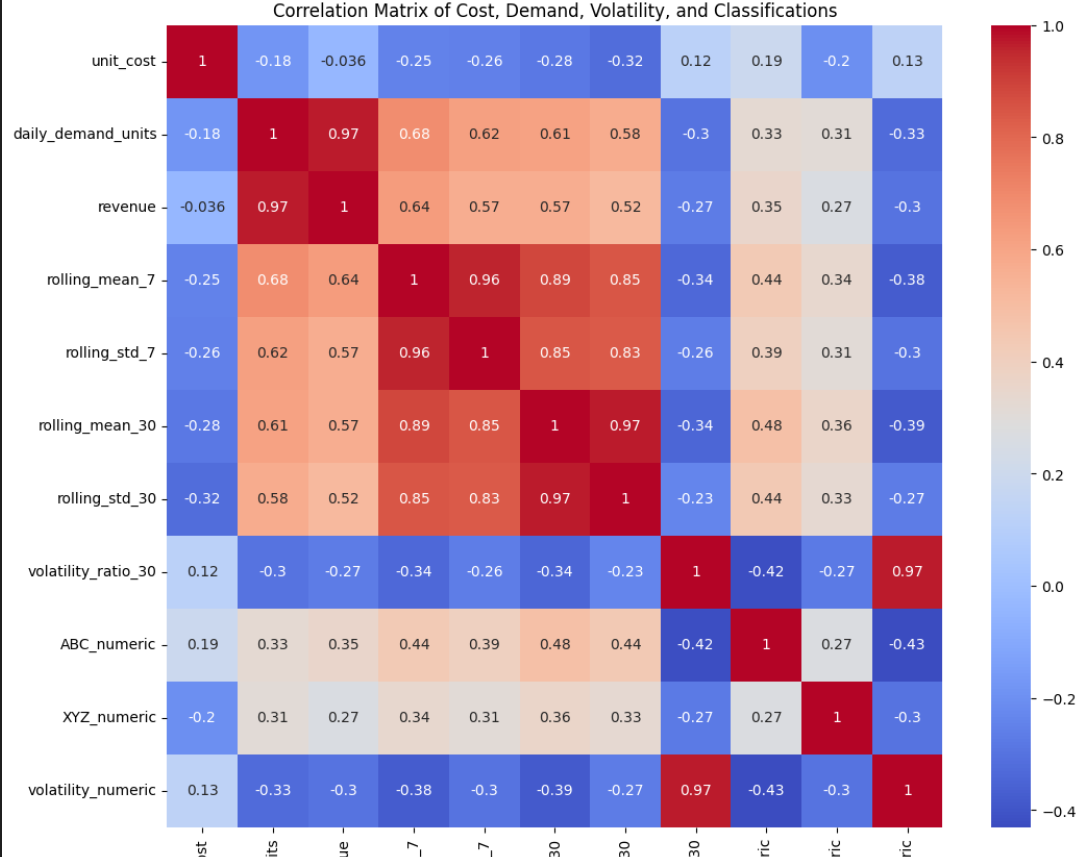 Correlation Matrix of Cost, Demand, Volatility, and Classifications
unit_cost 1 -0.18 -0.036 -0.25 -0.26 -0.28 -0.32 0.12 0.19 -0.2 0.13
daily_demand_units -0.18 1 0.97 0.68 0.62 0.61 0.58 -0.3 0.33 0.31 -0.33
revenue -0.036 0.97 1 0.64 0.57 0.57 0.52 -0.27 0.35 0.27 -0.3
rolling_mean_7 -0.25 0.68 0.64 1 0.96 0.89 0.85 -0.34 0.44 0.34 -0.38
rolling_std_7 -0.26 0.62 0.57 0.96 1 0.85 0.83 -0.26 0.39 0.31 -0.3
rolling_mean_30 -0.28 0.61 0.57 0.89 0.85 1 0.97 -0.34 0.48 0.36 -0.39
rolling_std_30 -0.32 0.58 0.52 0.85 0.83 0.97 1 -0.23 0.44 0.33 -0.27
volatility_ratio_30 0.12 -0.3 -0.27 -0.34 -0.26 -0.34 -0.23 1 -0.42 -0.27 0.97
ABC_numeric 0.19 0.33 0.35 0.44 0.39 0.48 0.44 -0.42 1 0.27 -0.43
XYZ_numeric -0.2 0.31 0.27 0.34 0.31 0.36 0.33 -0.27 0.27 1 -0.3
volatility_numeric 0.13 -0.33 -0.3 -0.38 -0.3 -0.39 -0.27 0.97 -0.43 -0.3 1
ost its ue _7 _7 30 30 30 ric ric ric
1.0
0.8
0.6
0.4
0.2
0.0
−0.2
−0.4